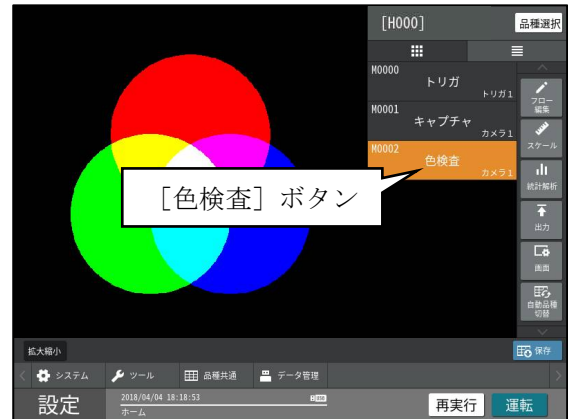 [H000]
品種選択
M0000
トリガ
トリガ1
M0001
キャプチャ
カメラ1
M0002
色検査
カメラ1
[色検査] ボタン
フロー
編集
スケール
統計解析
出力
画面
自動品種
切替
拡大縮小
保存
システム
ツール
品種共通
データ管理
設定
2018/04/04 18:18:53
ホーム
再実行
運転